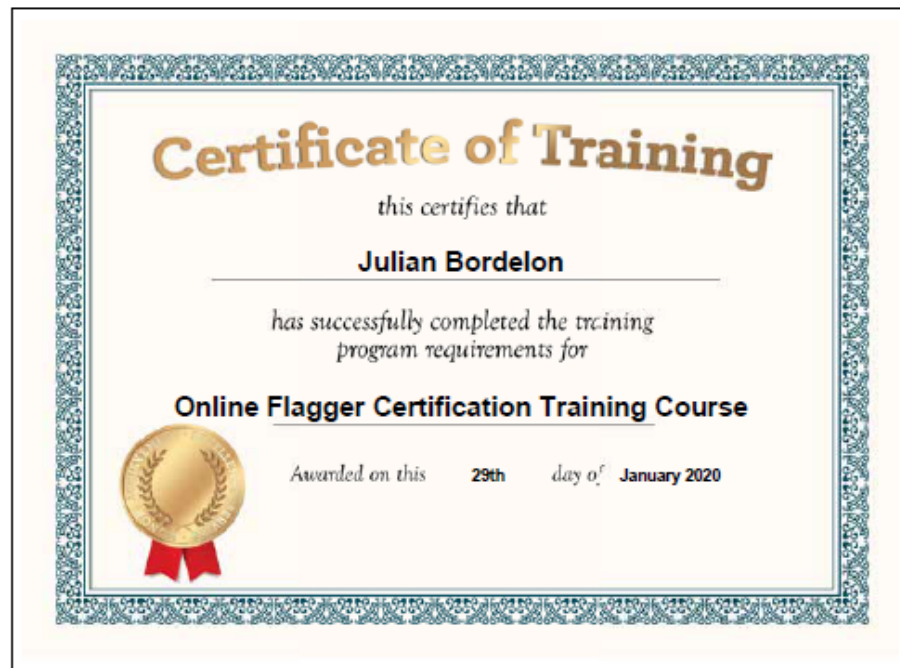 Certificate of Training
this certifies that
Julian Bordelon
has successfully completed the training
program requirements for
Online Flagger Certification Training Course
Awarded on this 29th day of January 2020